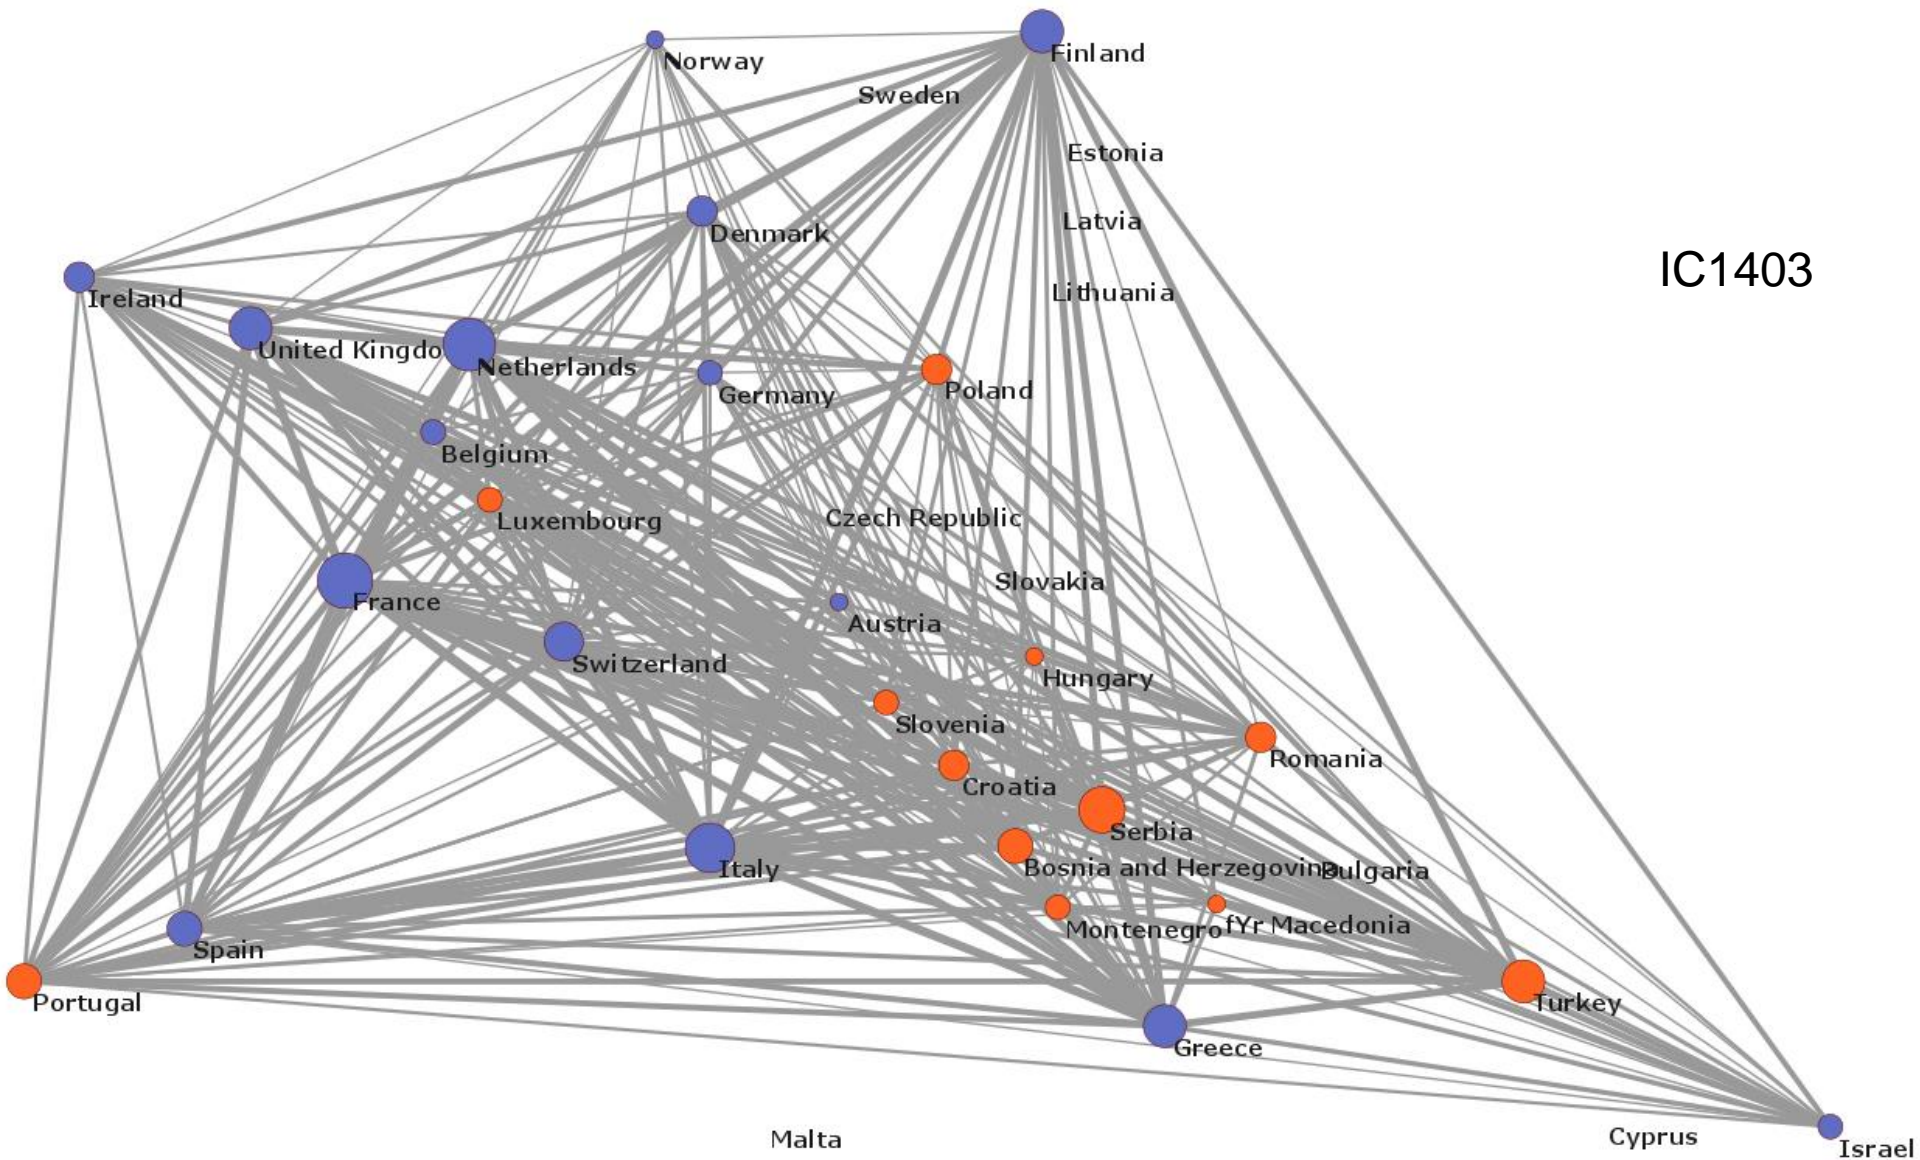 Norway
Finland
Sweden
Estonia
Latvia
Denmark
IC1403
Lithuania
Ireland
United Kingdo
Netherlands
Germany
Poland
Belgium
Luxembourg
Czech Republic
Slovakia
France
Austria
Switzerland
Hungary
Slovenia
Romania
Croatia
Serbia
Italy
Bosnia and Herzegovina
Bulgaria
Montenegro
fYr Macedonia
Spain
Portugal
Turkey
Greece
Malta
Cyprus
Israel